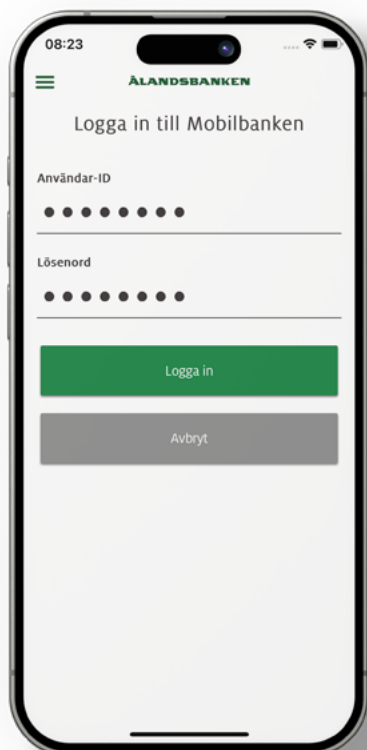 08:23
ÅLANDSBANKEN
Logga in till Mobilbanken
Användar-ID
●●●●●●●●
Lösenord
●●●●●●●●
Logga in
Avbryt